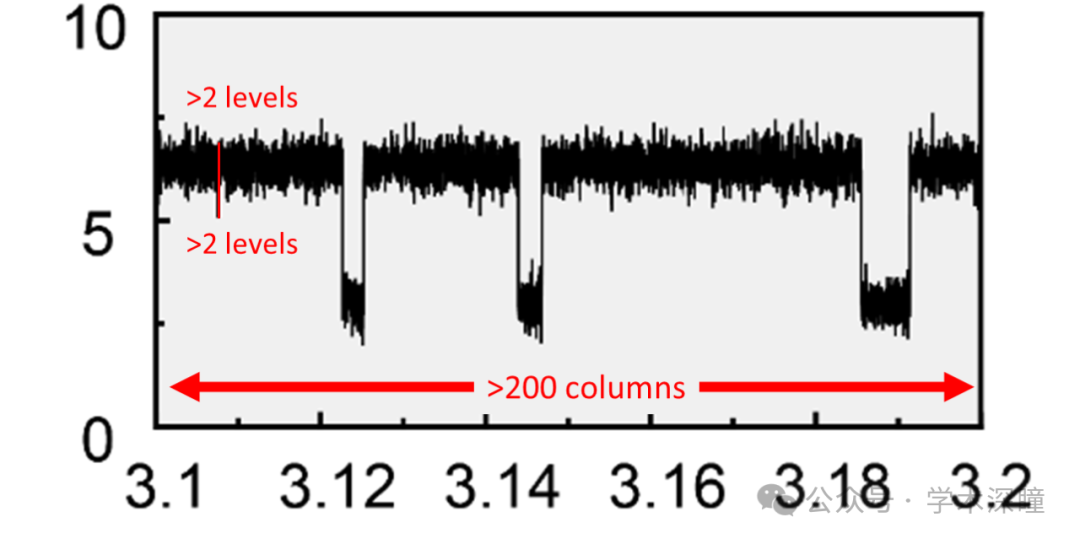 10
>2 levels
5
>2 levels
>200 columns
0
3.1 3.12 3.14 3.16 3.18 3.2
公众号 · 学术深瞳